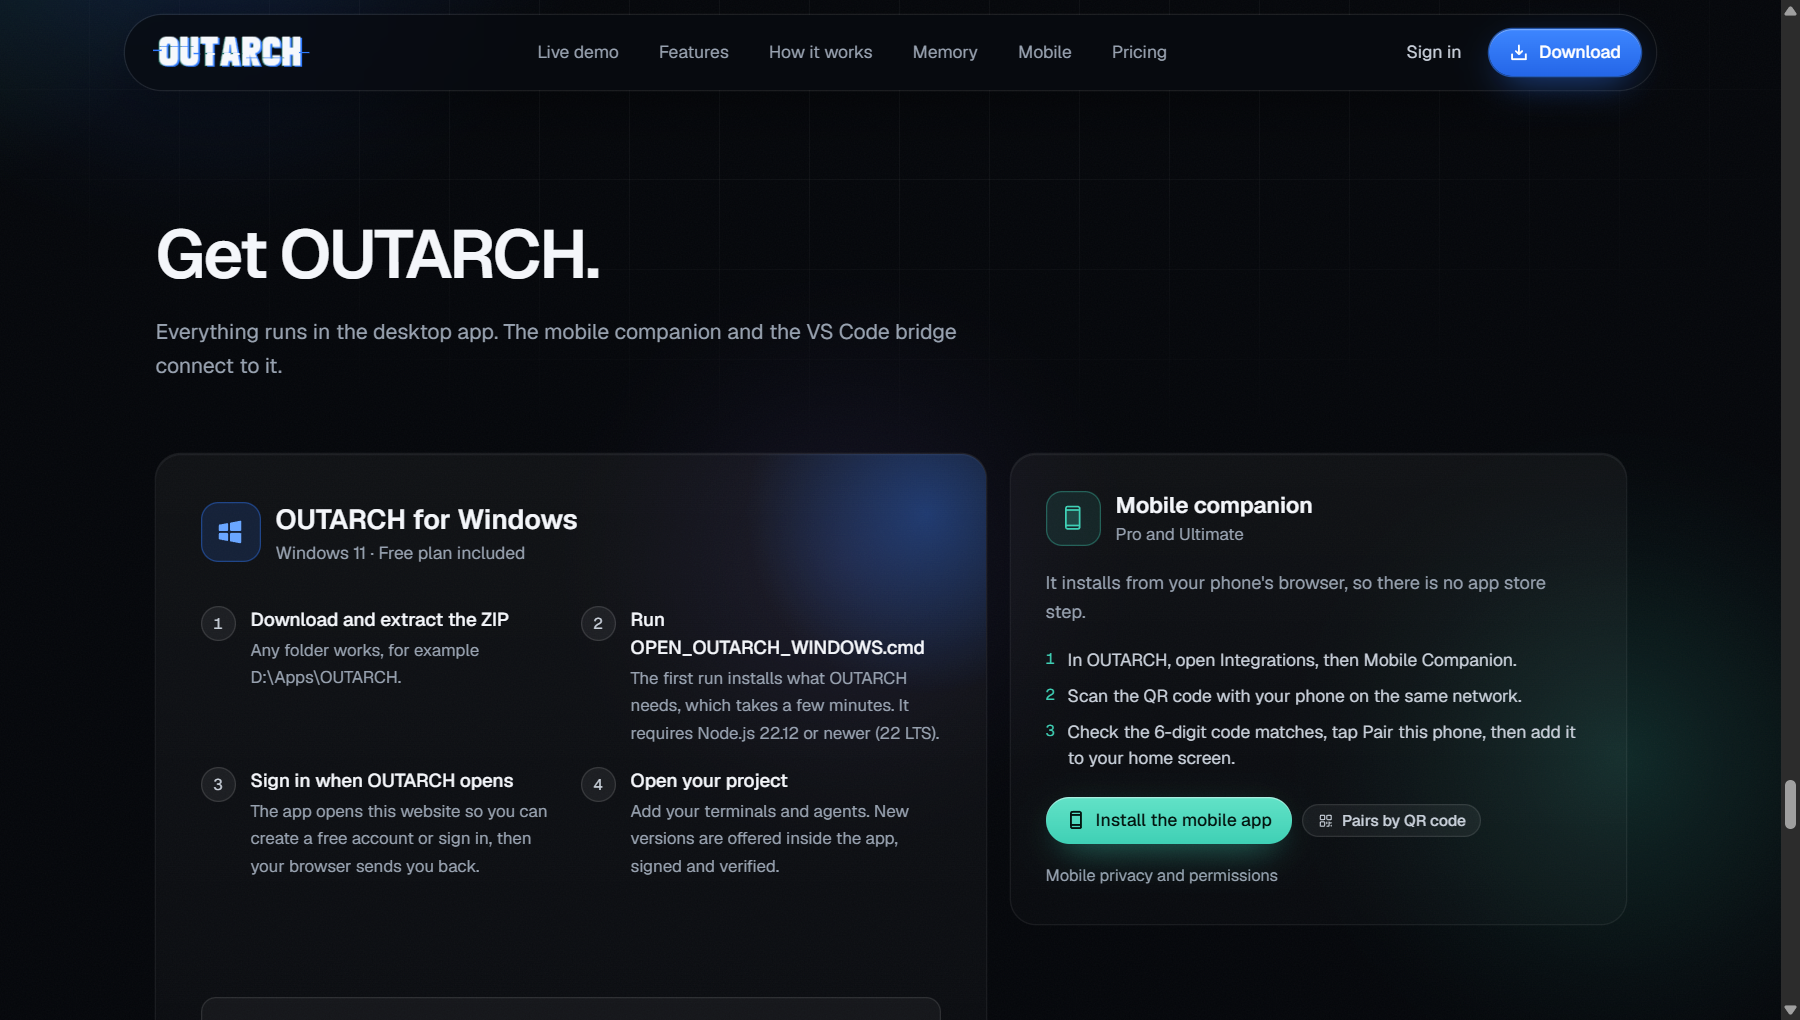 OUTARCH
Live demo
Features
How it works
Memory
Mobile
Pricing
Sign in
Download
Get OUTARCH.
Everything runs in the desktop app. The mobile companion and the VS Code bridge
connect to it.
OUTARCH for Windows
Windows 11 · Free plan included
1
Download and extract the ZIP
Any folder works, for example
D:\Apps\OUTARCH.
2
Run
OPEN_OUTARCH_WINDOWS.cmd
The first run installs what OUTARCH
needs, which takes a few minutes. It
requires Node.js 22.12 or newer (22 LTS).
3
Sign in when OUTARCH opens
The app opens this website so you can
create a free account or sign in, then
your browser sends you back.
4
Open your project
Add your terminals and agents. New
versions are offered inside the app,
signed and verified.
Mobile companion
Pro and Ultimate
It installs from your phone's browser, so there is no app store
step.
1 In OUTARCH, open Integrations, then Mobile Companion.
2 Scan the QR code with your phone on the same network.
3 Check the 6-digit code matches, tap Pair this phone, then add it
to your home screen.
Install the mobile app
Pairs by QR code
Mobile privacy and permissions